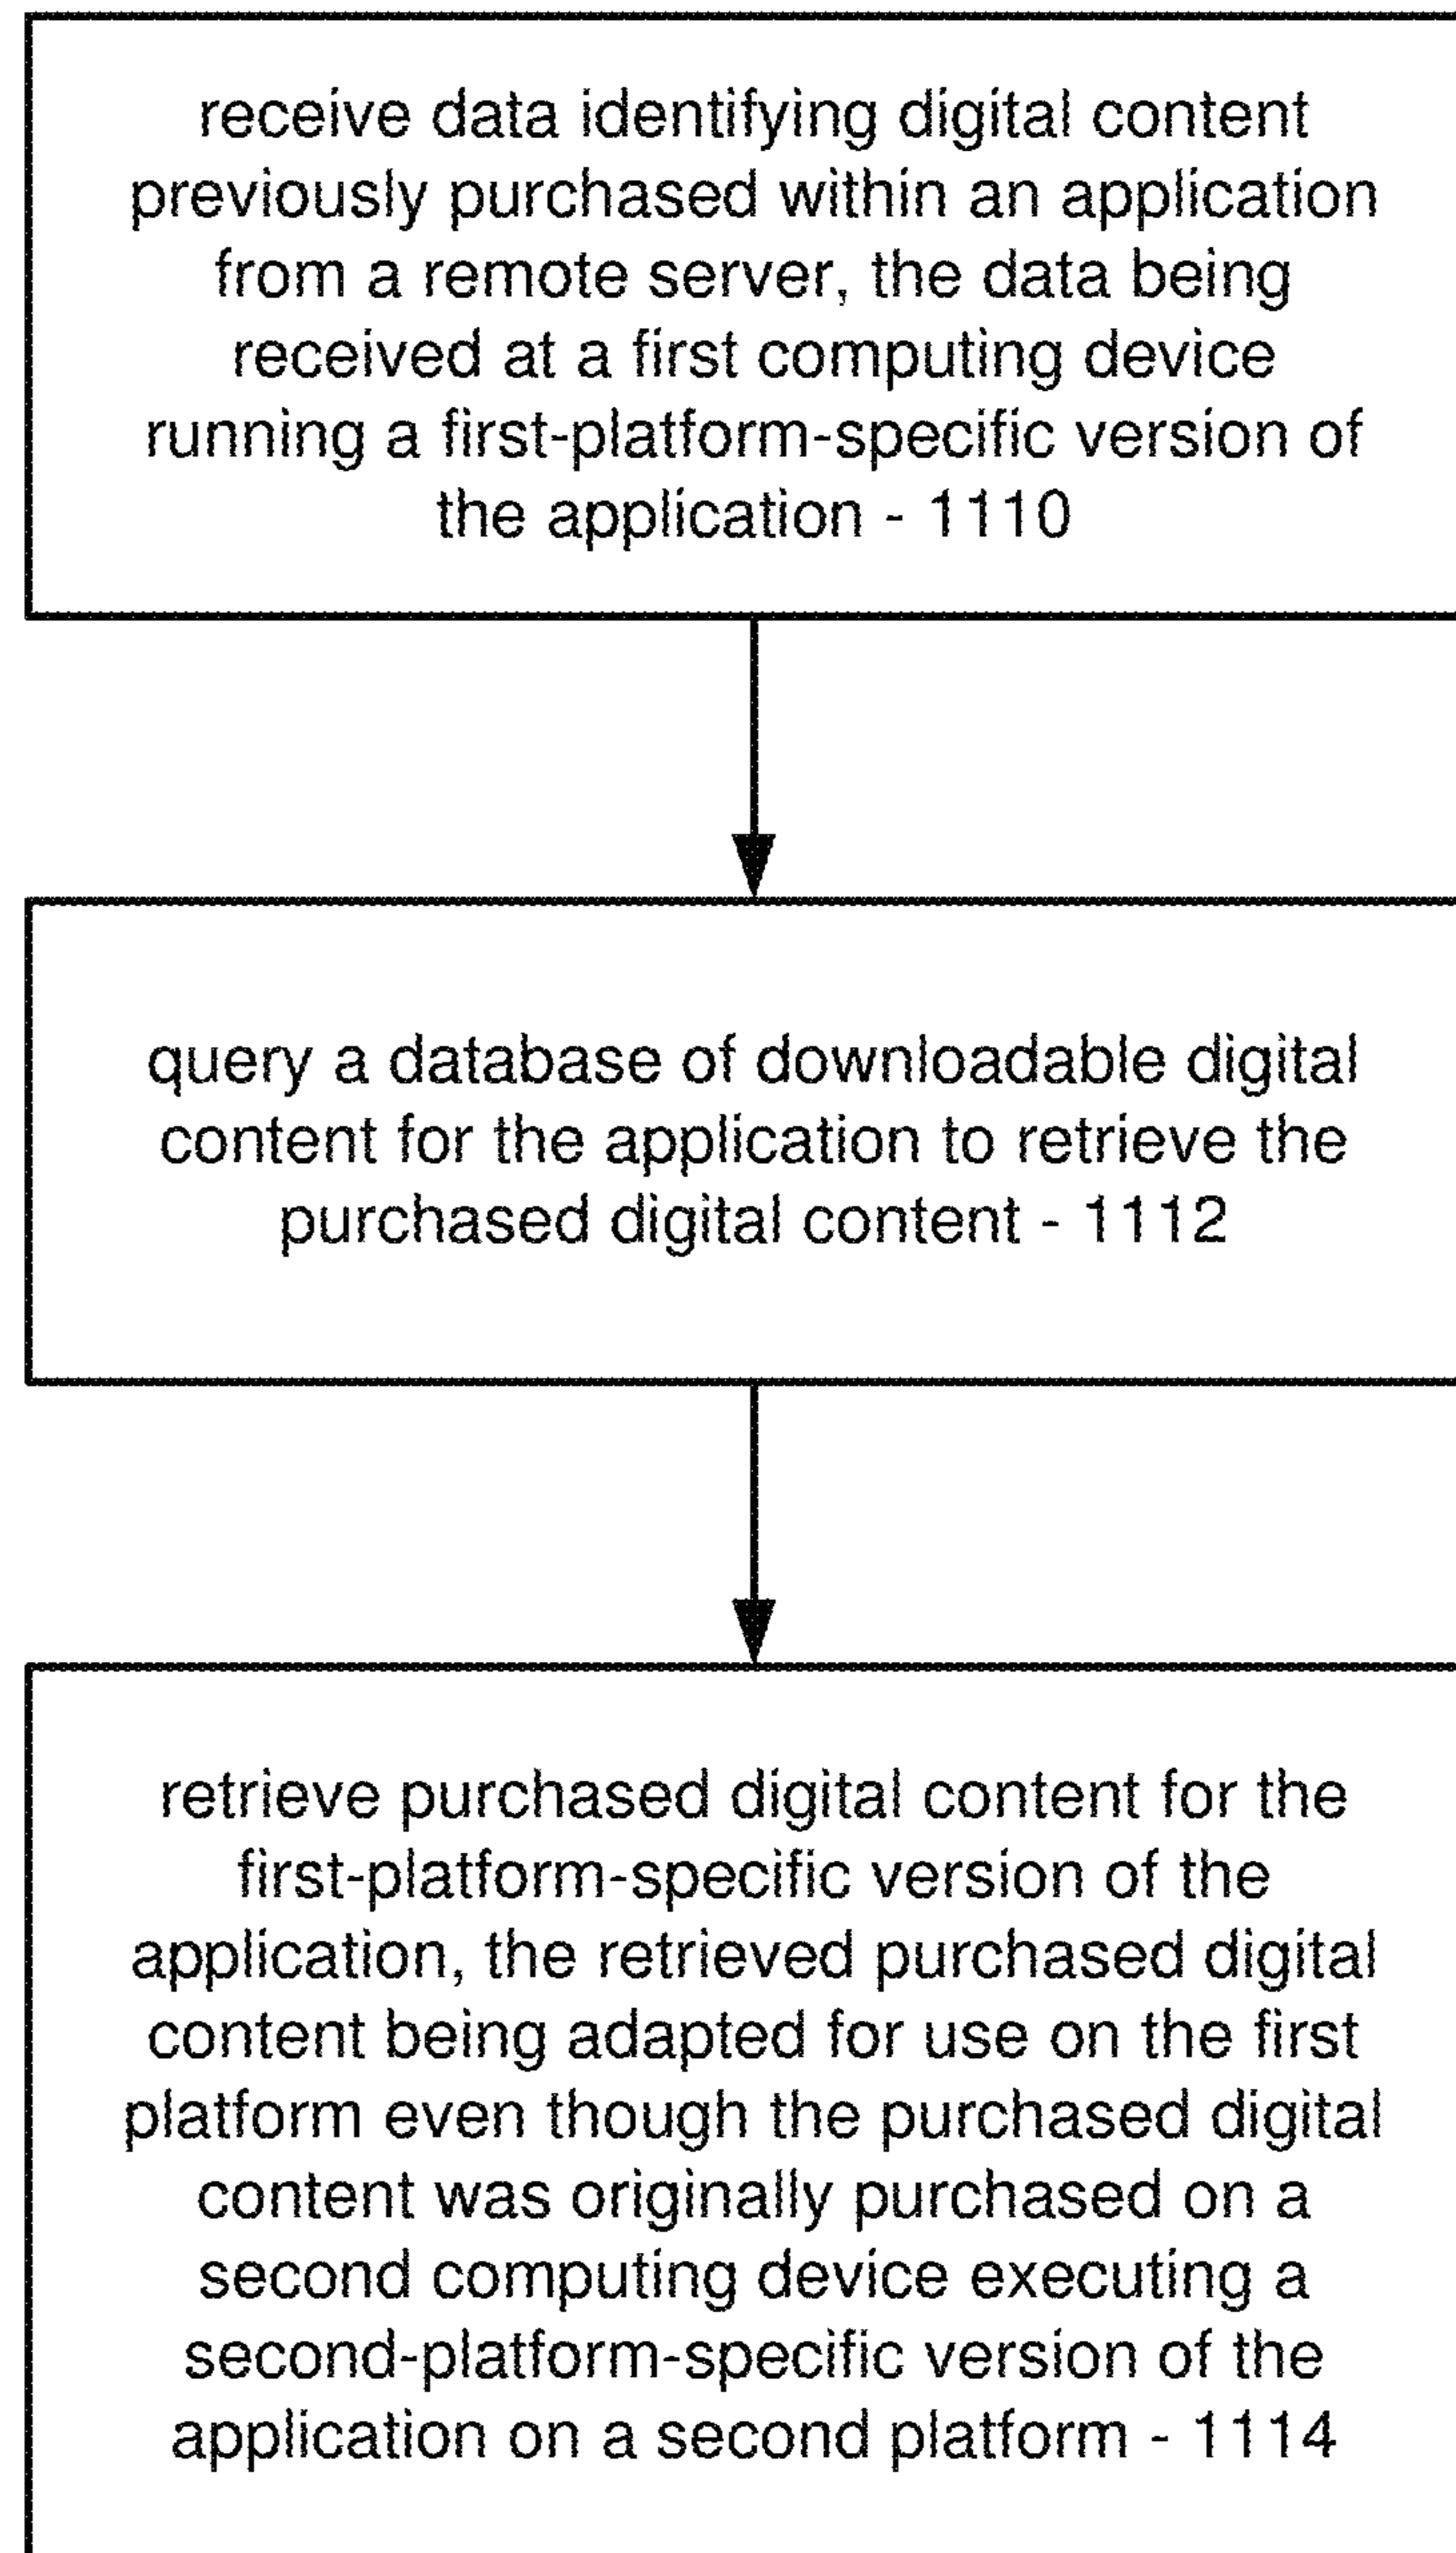 receive data identifying digital content
previously purchased within an application
from a remote server, the data being
received at a first computing device
running a first-platform-specific version of
the application - 1110
query a database of downloadable digital
content for the application to retrieve the
purchased digital content - 1112
retrieve purchased digital content for the
first-platform-specific version of the
application, the retrieved purchased digital
content being adapted for use on the first
platform even though the purchased digital
content was originally purchased on a
second computing device executing a
second-platform-specific version of the
application on a second platform - 1114